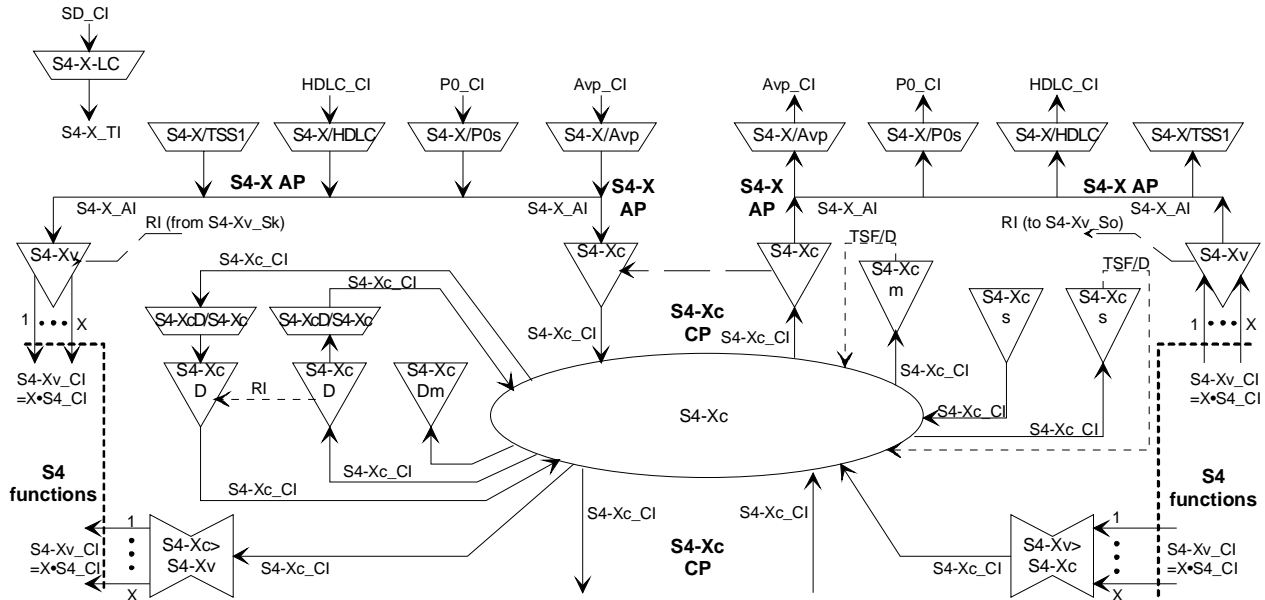 SD_CI
S4-X-LC
S4-X_TI
HDLC_CI
P0_CI
Avp_CI
Avp_CI
P0_CI
HDLC_CI
S4-X/TSS1
S4-X/HDLC
S4-X/P0s
S4-X/Avp
S4-X/Avp
S4-X/P0s
S4-X/HDLC
S4-X/TSS1
S4-X AP
S4-X
AP
S4-X
AP
S4-X AP
S4-X_AI
S4-X_AI
S4-X_AI
S4-X_AI
RI (from S4-Xv_Sk)
RI (to S4-Xv_So)
S4-Xv
S4-Xc
S4-Xc
TSF/D
S4-Xc
m
S4-Xc
s
TSF/D
S4-Xc
s
S4-Xv
S4-Xc_CI
S4-Xc_CI
S4-XcD/S4-Xc
S4-XcD/S4-Xc
S4-Xc_CI
S4-Xc
CP
S4-Xc_CI
1
X
1
X
S4-Xv_CI
=X•S4_CI
S4-Xc
D
RI
S4-Xc
D
S4-Xc
Dm
S4-Xc_CI
S4-Xv_CI
=X•S4_CI
S4-Xc
S4-Xc_CI
S4-Xc_CI
S4
functions
S4-Xc_CI
S4-Xc_CI
S4
functions
S4-Xc_CI
S4-Xc_CI
1
S4-Xv_CI
=X•S4_CI
X
S4-Xc>
S4-Xv
S4-Xc_CI
S4-Xc
CP
S4-Xc_CI
S4-Xv>
S4-Xc
1
S4-Xv_CI
=X•S4_CI
X